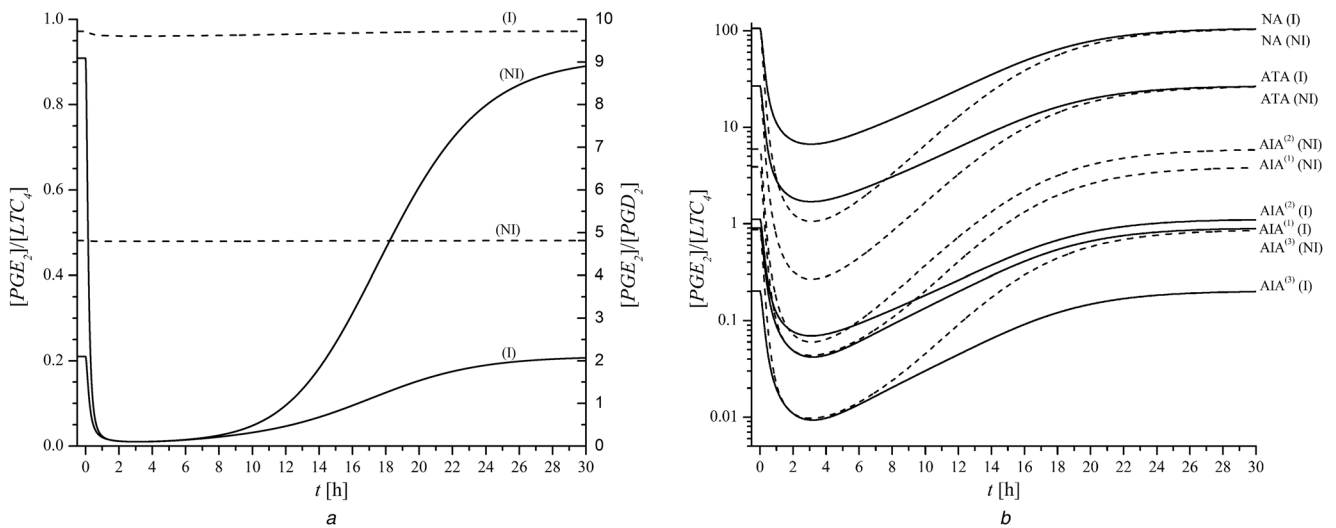 [PGE2]/[LTC4]
1.0
0.8
0.6
0.4
0.2
0.0
(I)
(NI)
(NI)
(I)
10
9
8
7
6
5
4
3
2
1
0
[PGE2]/[PGD2]
0 2 4 6 8 10 12 14 16 18 20 22 24 26 28 30
t [h]
a
[PGE2]/[LTC4]
100
10
1
0.1
0.01
NA (I)
NA (NI)
ATA (I)
ATA (NI)
AIA(2) (NI)
AIA(1) (NI)
AIA(2) (I)
AIA(1) (I)
AIA(3) (NI)
AIA(3) (I)
0 2 4 6 8 10 12 14 16 18 20 22 24 26 28 30
t [h]
b